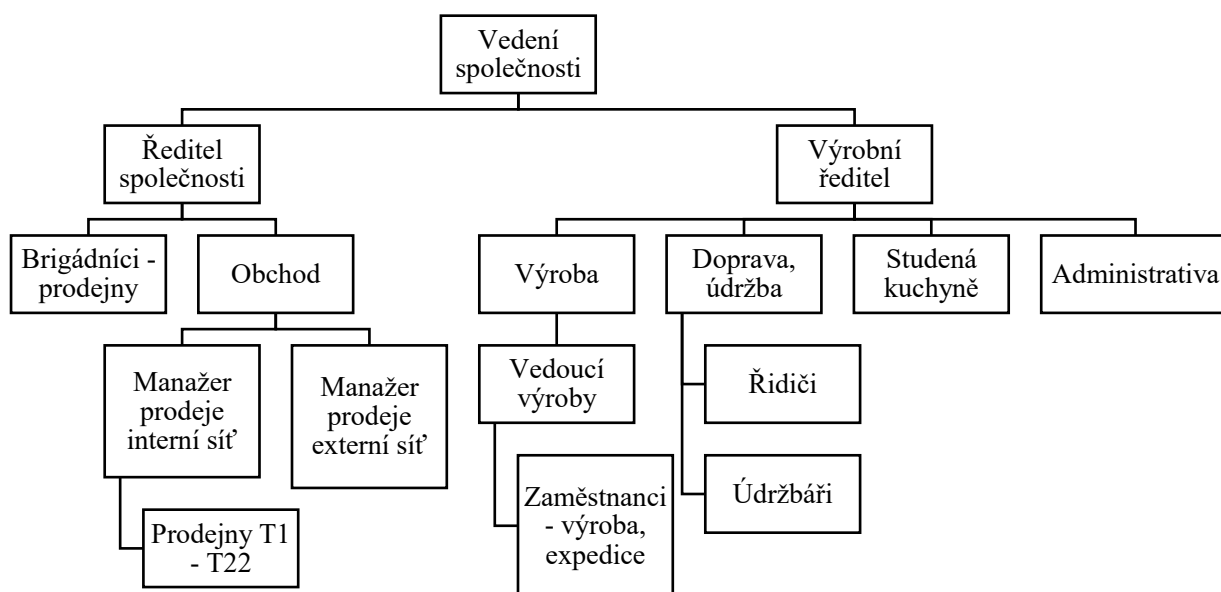 Vedení
společnosti
Ředitel
společnosti
Výrobní
ředitel
Brigádníci -
prodejny
Obchod
Výroba
Doprava,
údržba
Studená
kuchyně
Administrativa
Manažer
prodeje
interní síť
Manažer
prodeje
externí síť
Vedoucí
výroby
Řidiči
Prodejny T1
- T22
Zaměstnanci
- výroba,
expedice
Údržbáři